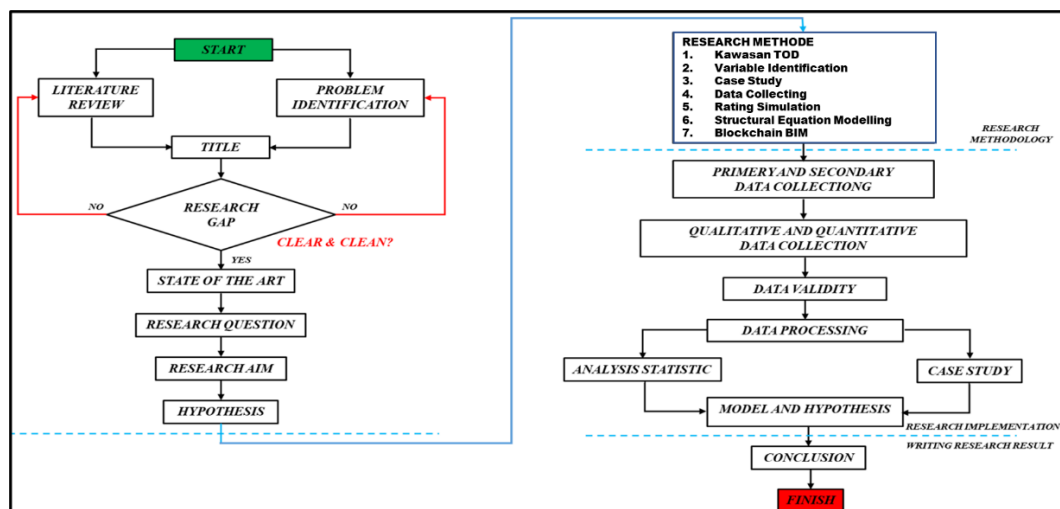 START
LITERATURE
REVIEW
PROBLEM
IDENTIFICATION
TITLE
NO
RESEARCH
GAP
NO
CLEAR & CLEAN?
YES
STATE OF THE ART
RESEARCH QUESTION
RESEARCH AIM
HYPOTHESIS
RESEARCH METHODE
1. Kawasan TOD
2. Variable Identification
3. Case Study
4. Data Collecting
5. Rating Simulation
6. Structural Equation Modelling
7. Blockchain BIM
RESEARCH
METHODOLOGY
PRIMERY AND SECONDARY
DATA COLLECTIONG
QUALITATIVE AND QUANTITATIVE
DATA COLLECTION
DATA VALIDITY
DATA PROCESSING
ANALYSIS STATISTIC
CASE STUDY
MODEL AND HYPOTHESIS
RESEARCH IMPLEMENTATION
WRITING RESEARCH RESULT
CONCLUSION
FINISH